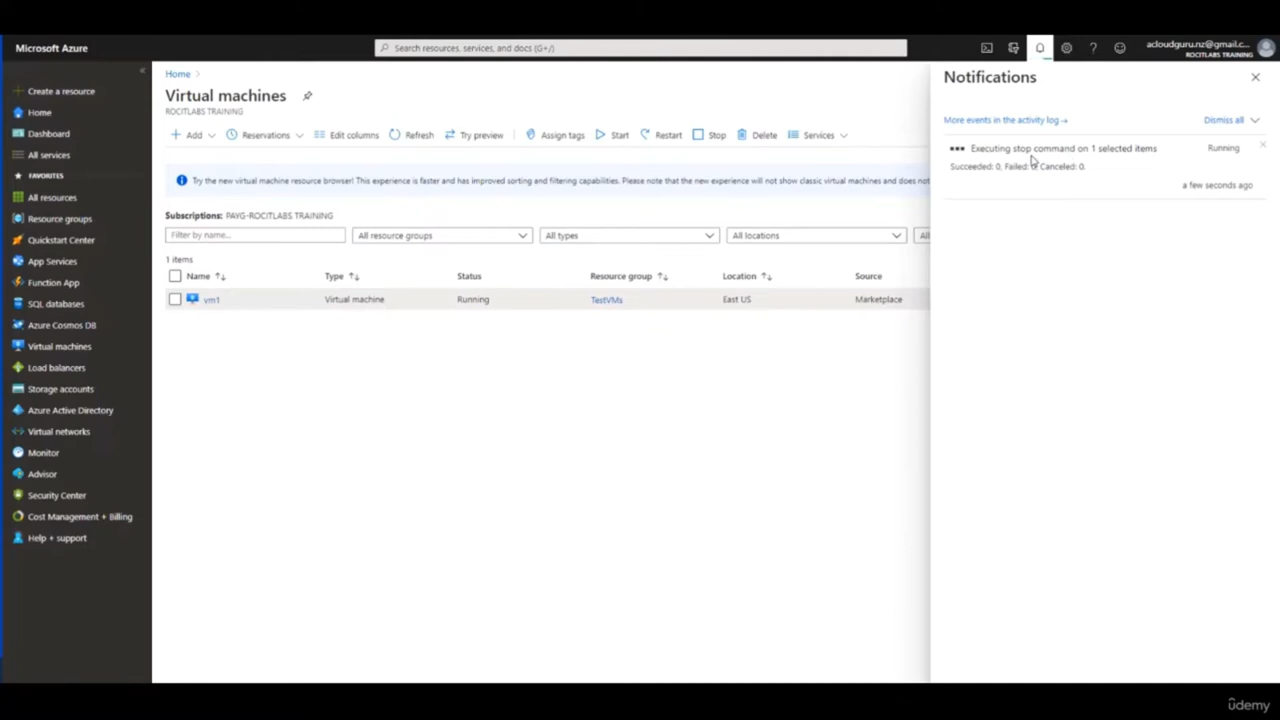 Microsoft Azure
Search resources, services, and docs (G+/)
acloudguru.nz@gmail.c...
ROCITLABS TRAINING
Create a resource
Home
Dashboard
All services
FAVORITES
All resources
Resource groups
Quickstart Center
App Services
Function App
SQL databases
Azure Cosmos DB
Virtual machines
Load balancers
Storage accounts
Azure Active Directory
Virtual networks
Monitor
Advisor
Security Center
Cost Management + Billing
Help + support
Home
Virtual machines
ROCITLABS TRAINING
Add Reservations Edit columns Refresh Try preview Assign tags Start Restart Stop Delete Services
Try the new virtual machine resource browser! This experience is faster and has improved sorting and filtering capabilities. Please note that the new experience will not show classic virtual machines and does not
Subscriptions: PAYG-ROCITLABS TRAINING
Filter by name... All resource groups All types All locations All
1 items
Name Type Status Resource group Location Source
vm1 Virtual machine Running TestVMs East US Marketplace
Notifications
More events in the activity log → Dismiss all
Executing stop command on 1 selected items Running
Succeeded: 0, Failed: 0, Canceled: 0.
a few seconds ago
ûdemy